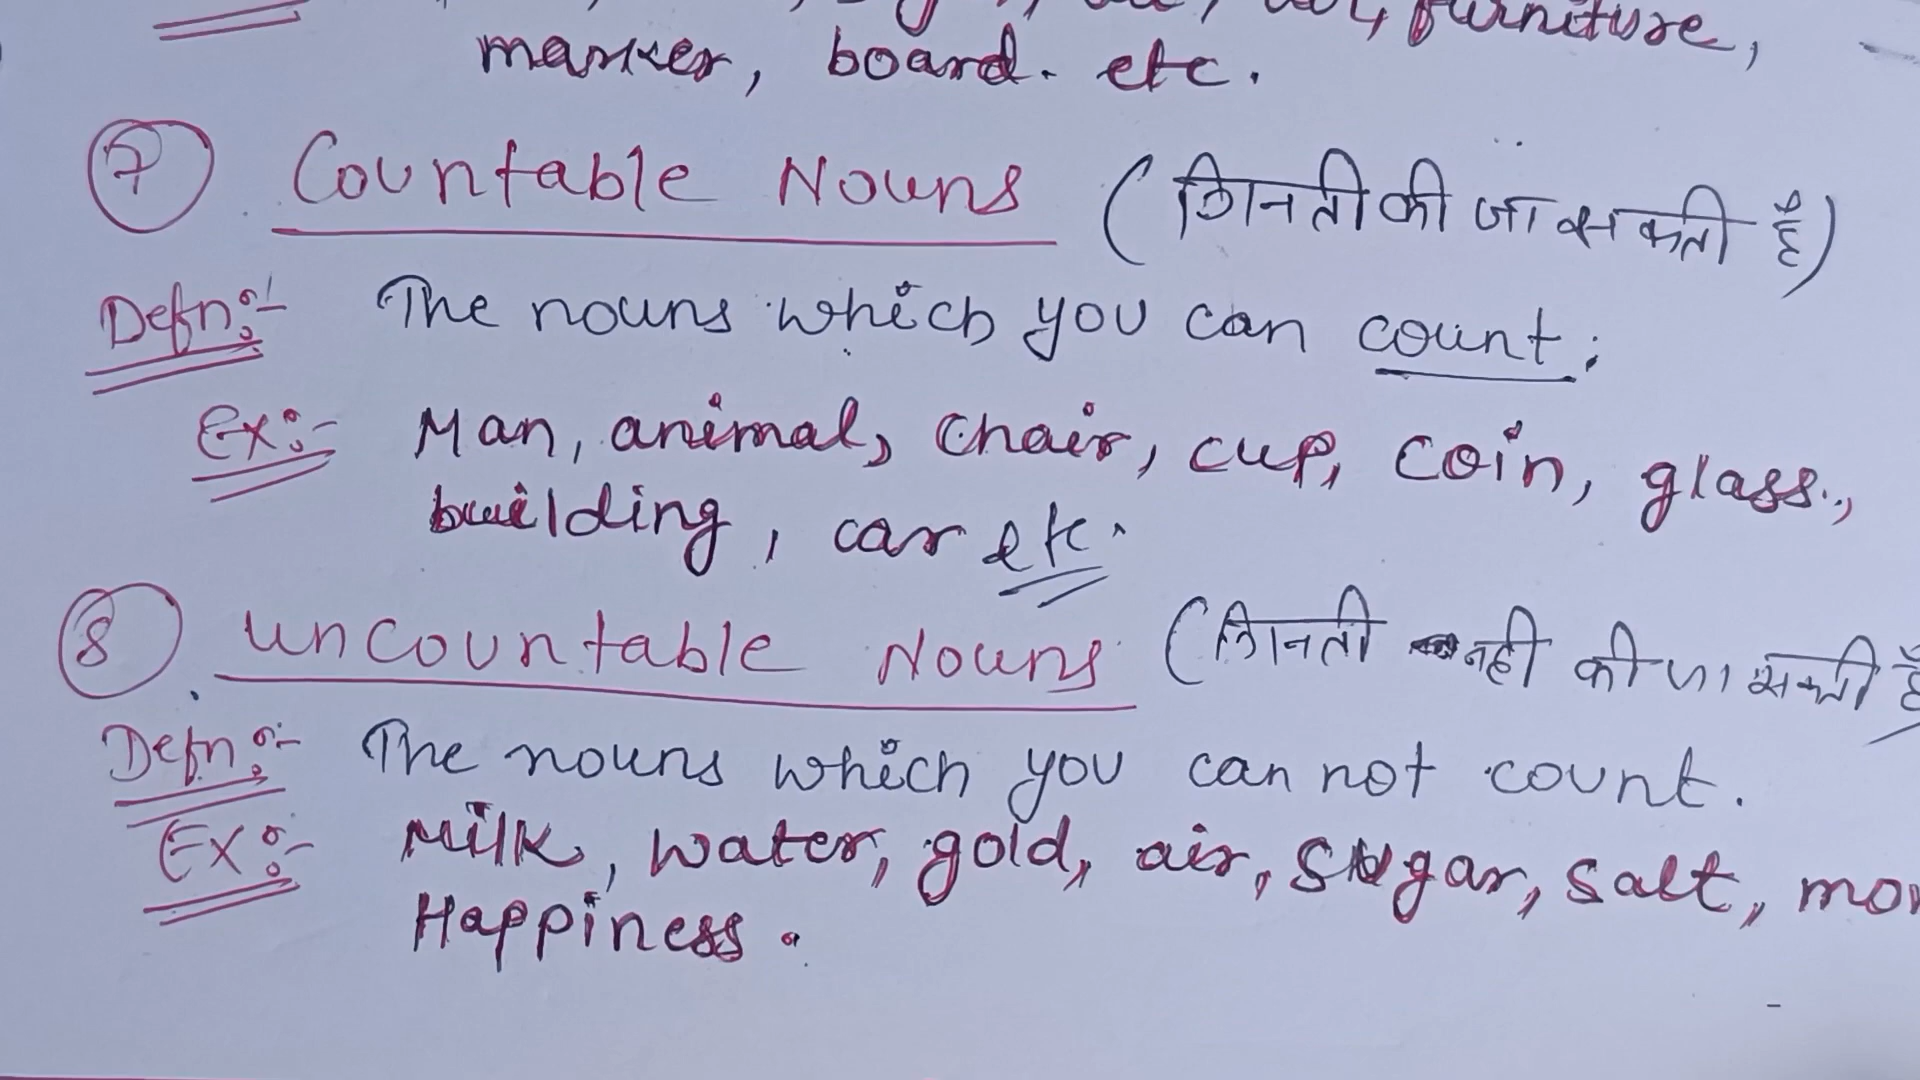 furniture,
marker, board. etc.
7 Countable Nouns (गिनती की जा सकती है)
Defn:- The nouns which you can count.
Ex:- Man, animal, chair, cup, coin, glass.,
building, car etc.
8 Uncountable Nouns (गिनती नही की जा सकती है
Defn:- The nouns which you can not count.
Ex:- Milk, water, gold, air, sugar, salt,
Happiness.